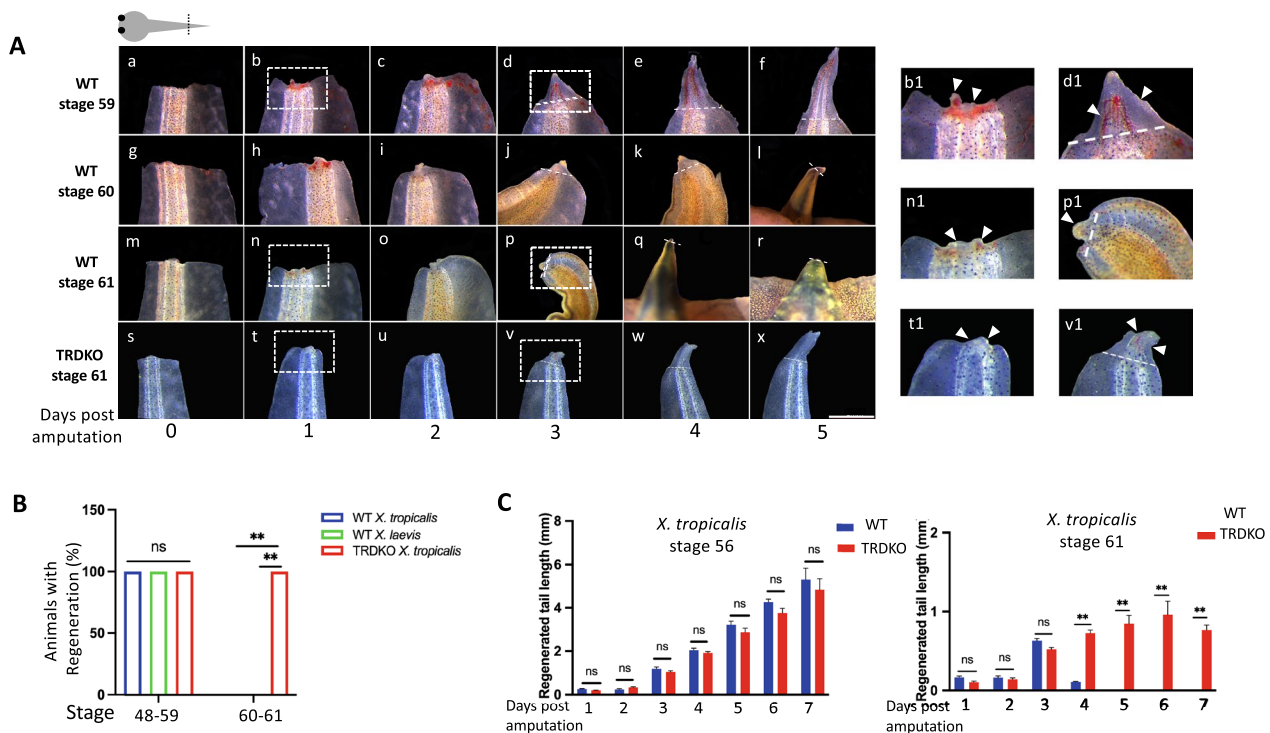 A
WT
stage 59
a
b
c
d
e
f
b1
d1
WT
stage 60
g
h
i
j
k
l
WT
stage 61
m
n
o
p
q
r
n1
p1
TRDKO
stage 61
s
t
u
v
w
x
t1
v1
Days post
amputation
0
1
2
3
4
5
B
Animals with
Regeneration (%)
150
100
50
0
ns
**
**
WT X. tropicalis
WT X. laevis
TRDKO X. tropicalis
Stage
48-59
60-61
C
Regenerated tail length (mm)
8
6
4
2
0
X. tropicalis
stage 56
WT
TRDKO
ns
ns
ns
ns
ns
ns
ns
Days post
amputation
1
2
3
4
5
6
7
Regenerated tail length (mm)
2
1
0
X. tropicalis
stage 61
WT
TRDKO
ns
ns
ns
**
**
**
**
Days post
amputation
1
2
3
4
5
6
7